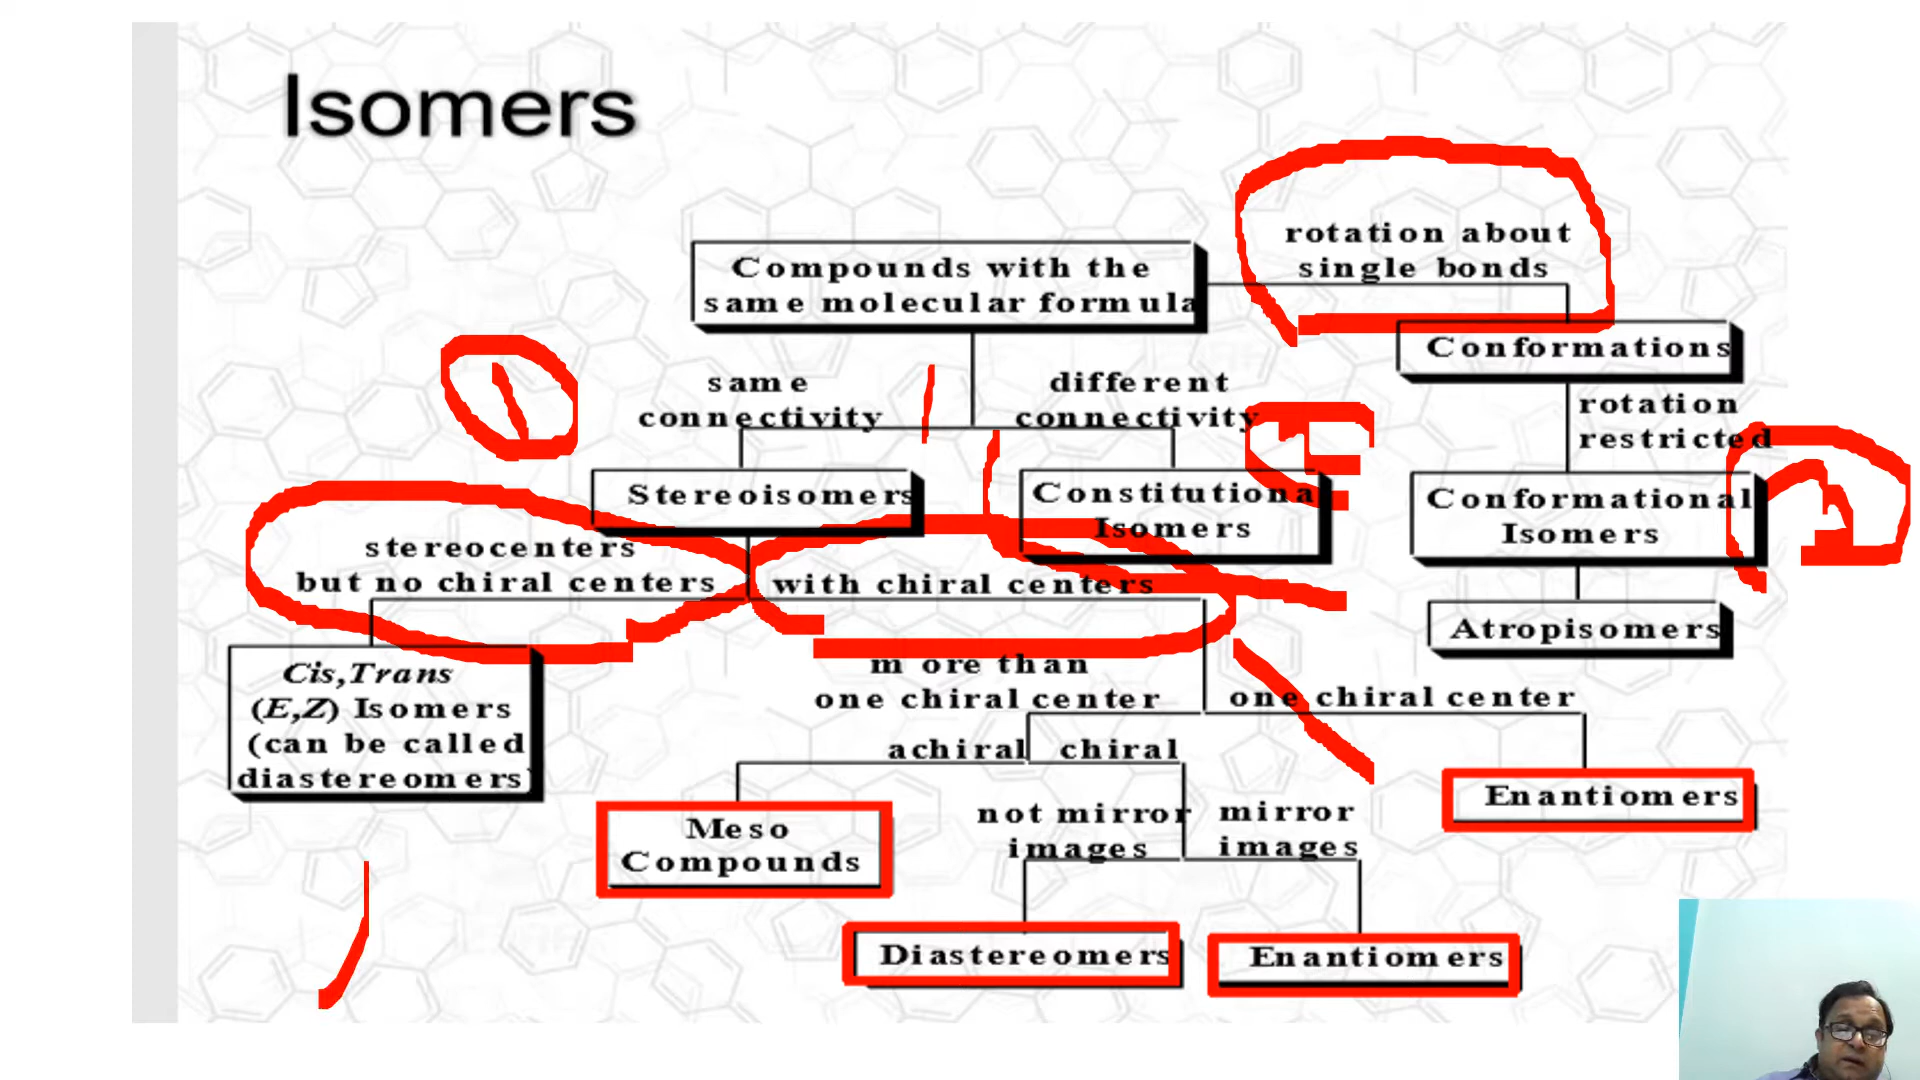 Isomers
rotation about
single bonds
Compounds with the
same molecular formula
Conformations
same
connectivity
different
connectivity
rotation
restricted
Stereoisomers
Constitutiona
Isomers
Conformational
Isomers
stereocenters
but no chiral centers
with chiral centers
Atropisomers
Cis,Trans
(E,Z) Isomers
(can be called
diastereomers
more than
one chiral center
one chiral center
achiral
chiral
Enantiomers
Meso
Compounds
not mirror
images
mirror
images
Diastereomers
Enantiomers